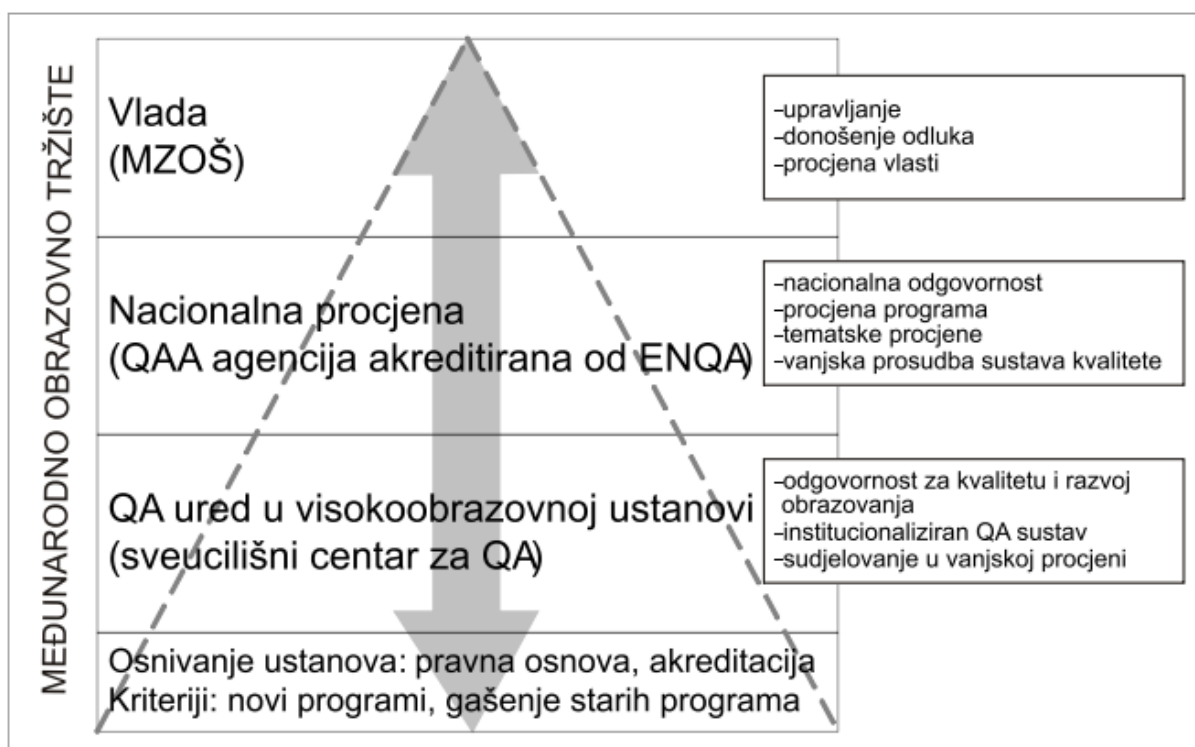 MEĐUNARODNO OBRAZOVNO TRŽIŠTE
Vlada
(MZOŠ)
–upravljanje
–donošenje odluka
–procjena vlasti
Nacionalna procjena
(QAA agencija akreditirana od ENQA)
–nacionalna odgovornost
–procjena programa
–tematske procjene
–vanjska prosudba sustava kvalitete
QA ured u visokoobrazovnoj ustanovi
(sveucilišni centar za QA)
–odgovornost za kvalitetu i razvoj
obrazovanja
–institucionaliziran QA sustav
–sudjelovanje u vanjskoj procjeni
Osnivanje ustanova: pravna osnova, akreditacija
Kriteriji: novi programi, gašenje starih programa